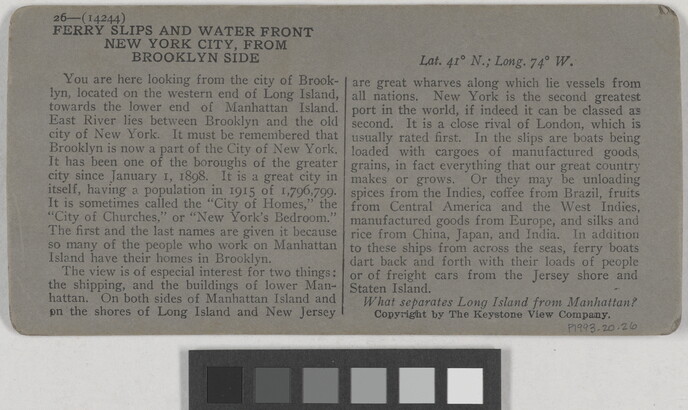 26—(14244)
FERRY SLIPS AND WATER FRONT
NEW YORK CITY, FROM
BROOKLYN SIDE
You are here looking from the city of Brook-
lyn, located on the western end of Long Island,
towards the lower end of Manhattan Island.
East River lies between Brooklyn and the old
city of New York. It must be remembered that
Brooklyn is now a part of the City of New York.
It has been one of the boroughs of the greater
city since January 1, 1898. It is a great city in
itself, having a population in 1915 of 1,796,799.
It is sometimes called the "City of Homes," the
"City of Churches," or "New York's Bedroom."
The first and the last names are given it because
so many of the people who work on Manhattan
Island have their homes in Brooklyn.
The view is of especial interest for two things:
the shipping, and the buildings of lower Man-
hattan. On both sides of Manhattan Island and
on the shores of Long Island and New Jersey
Lat. 41° N.; Long. 74° W.
are great wharves along which lie vessels from
all nations. New York is the second greatest
port in the world, if indeed it can be classed as
second. It is a close rival of London, which is
usually rated first. In the slips are boats being
loaded with cargoes of manufactured goods,
grains, in fact everything that our great country
makes or grows. Or they may be unloading
spices from the Indies, coffee from Brazil, fruits
from Central America and the West Indies,
manufactured goods from Europe, and silks and
rice from China, Japan, and India. In addition
to these ships from across the seas, ferry boats
dart back and forth with their loads of people
or of freight cars from the Jersey shore and
Staten Island.
What separates Long Island from Manhattan?
Copyright by The Keystone View Company.
P1993.20.26